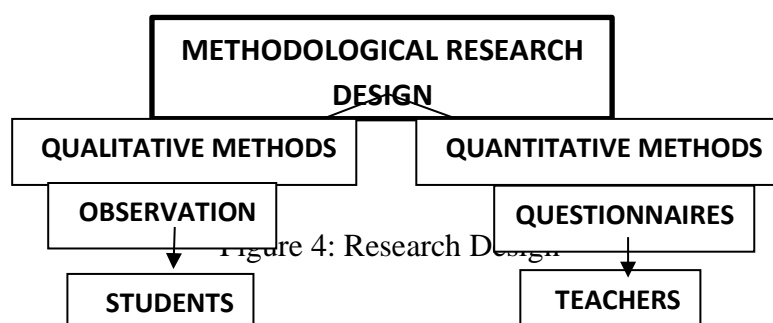 METHODOLOGICAL RESEARCH
DESIGN
QUALITATIVE METHODS
QUANTITATIVE METHODS
OBSERVATION
QUESTIONNAIRES
Figure 4: Research Design
STUDENTS
TEACHERS